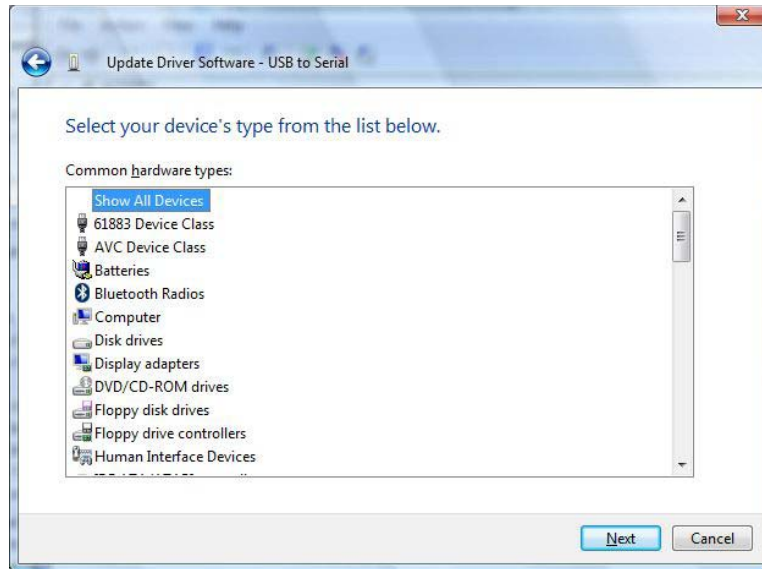 Update Driver Software - USB to Serial
Select your device's type from the list below.
Common hardware types:
Show All Devices
61883 Device Class
AVC Device Class
Batteries
Bluetooth Radios
Computer
Disk drives
Display adapters
DVD/CD-ROM drives
Floppy disk drives
Floppy drive controllers
Human Interface Devices
Next Cancel